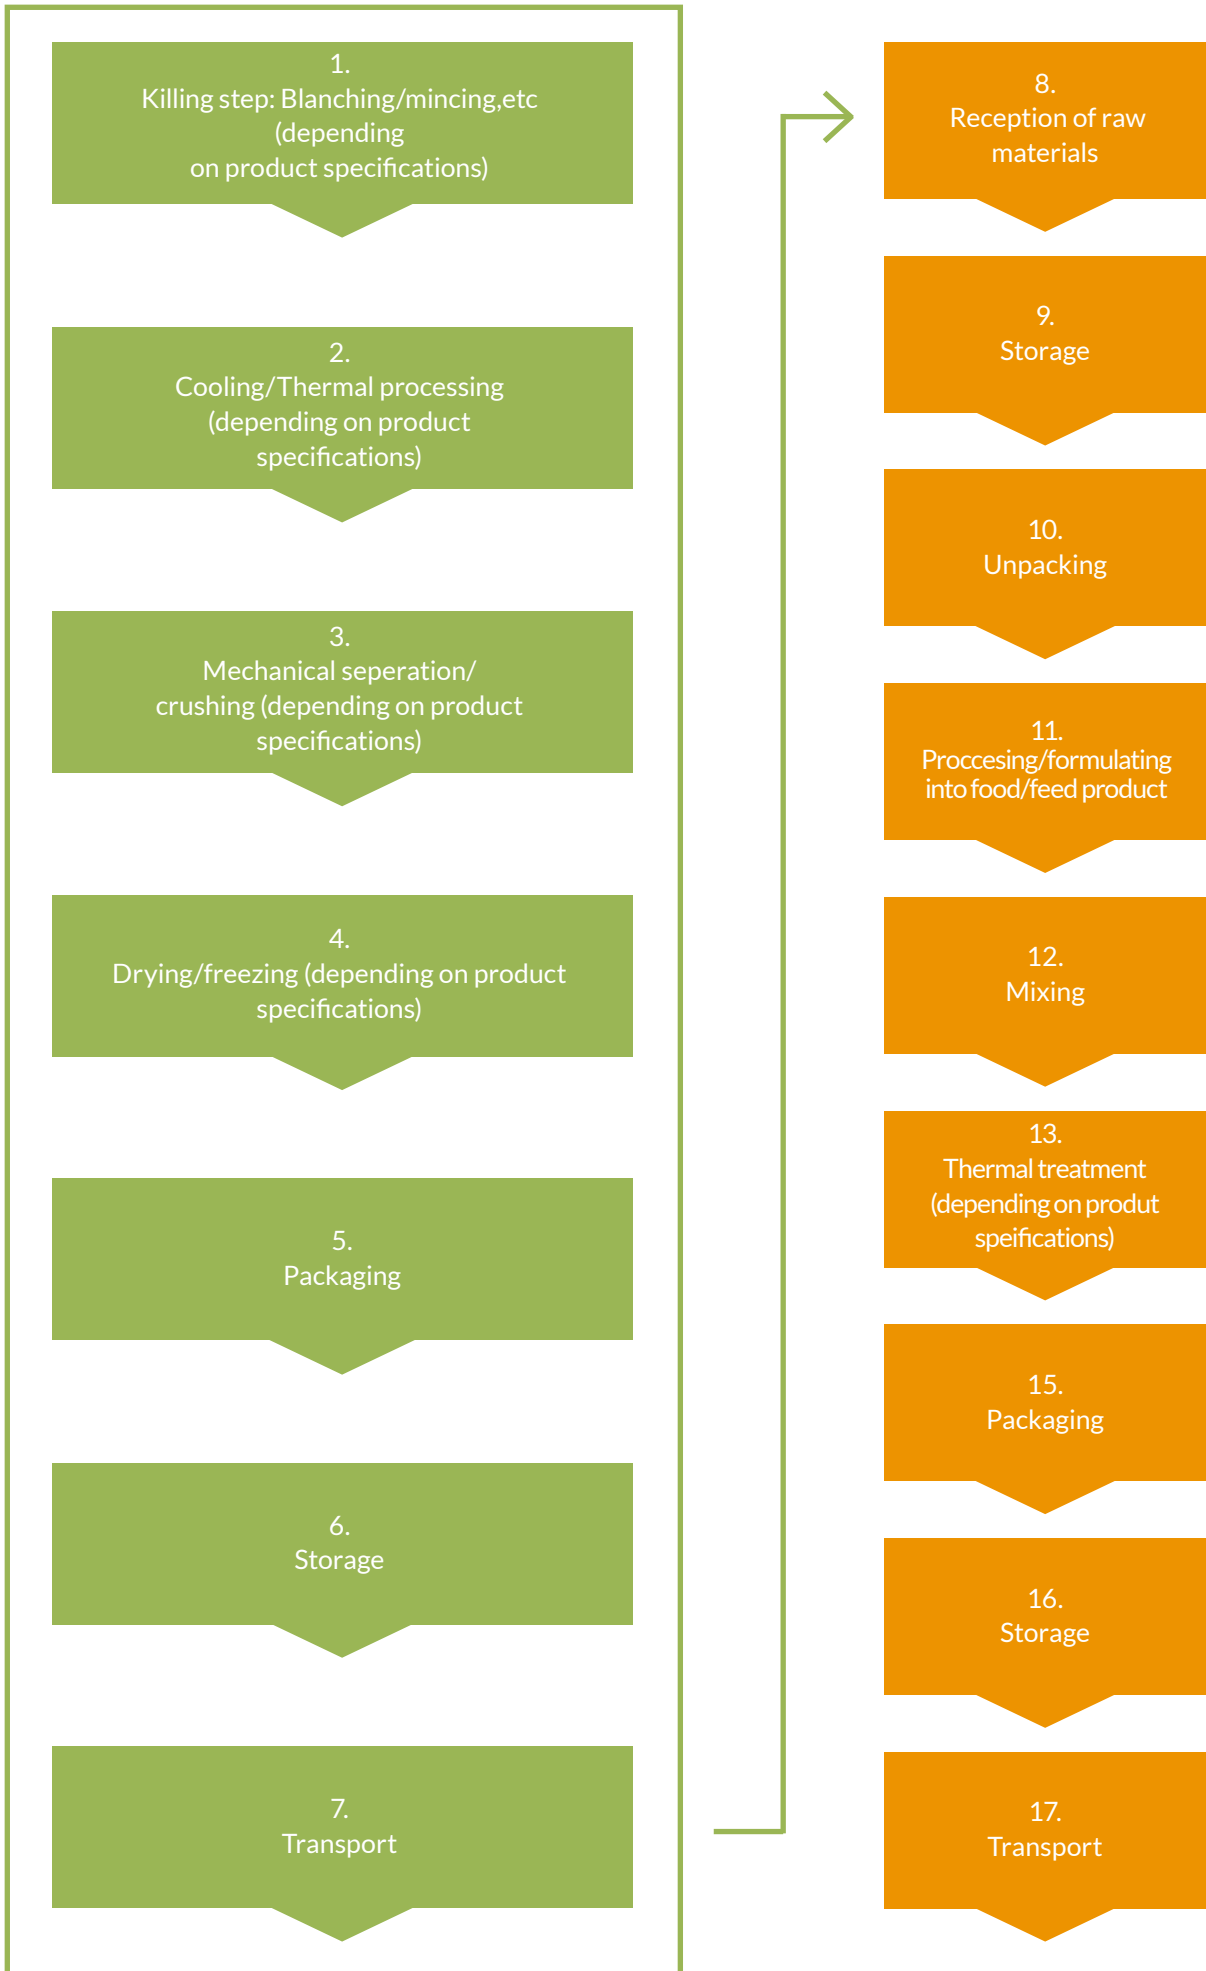 1.
Killing step: Blanching/mincing,etc
(depending
on product specifications)
2.
Cooling/Thermal processing
(depending on product
specifications)
3.
Mechanical seperation/
crushing (depending on product
specifications)
4.
Drying/freezing (depending on product
specifications)
5.
Packaging
6.
Storage
7.
Transport
8.
Reception of raw
materials
9.
Storage
10.
Unpacking
11.
Proccesing/formulating
into food/feed product
12.
Mixing
13.
Thermal treatment
(depending on produt
speifications)
15.
Packaging
16.
Storage
17.
Transport